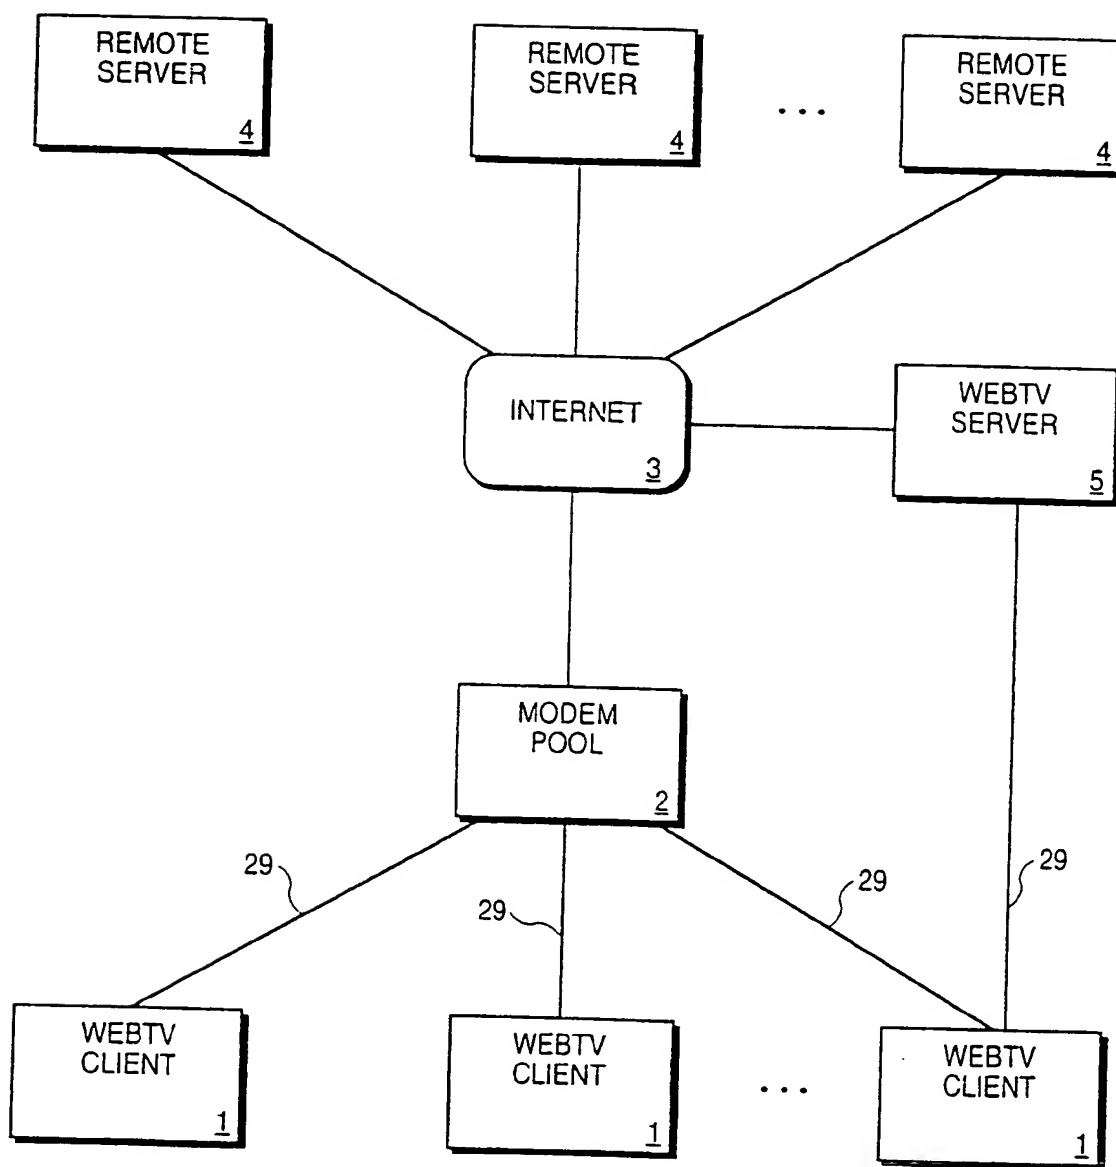 REMOTE
SERVER
4
REMOTE
SERVER
4
. . .
REMOTE
SERVER
4
INTERNET
3
WEBTV
SERVER
5
MODEM
POOL
2
29
29
29
29
WEBTV
CLIENT
1
WEBTV
CLIENT
1
. . .
WEBTV
CLIENT
1